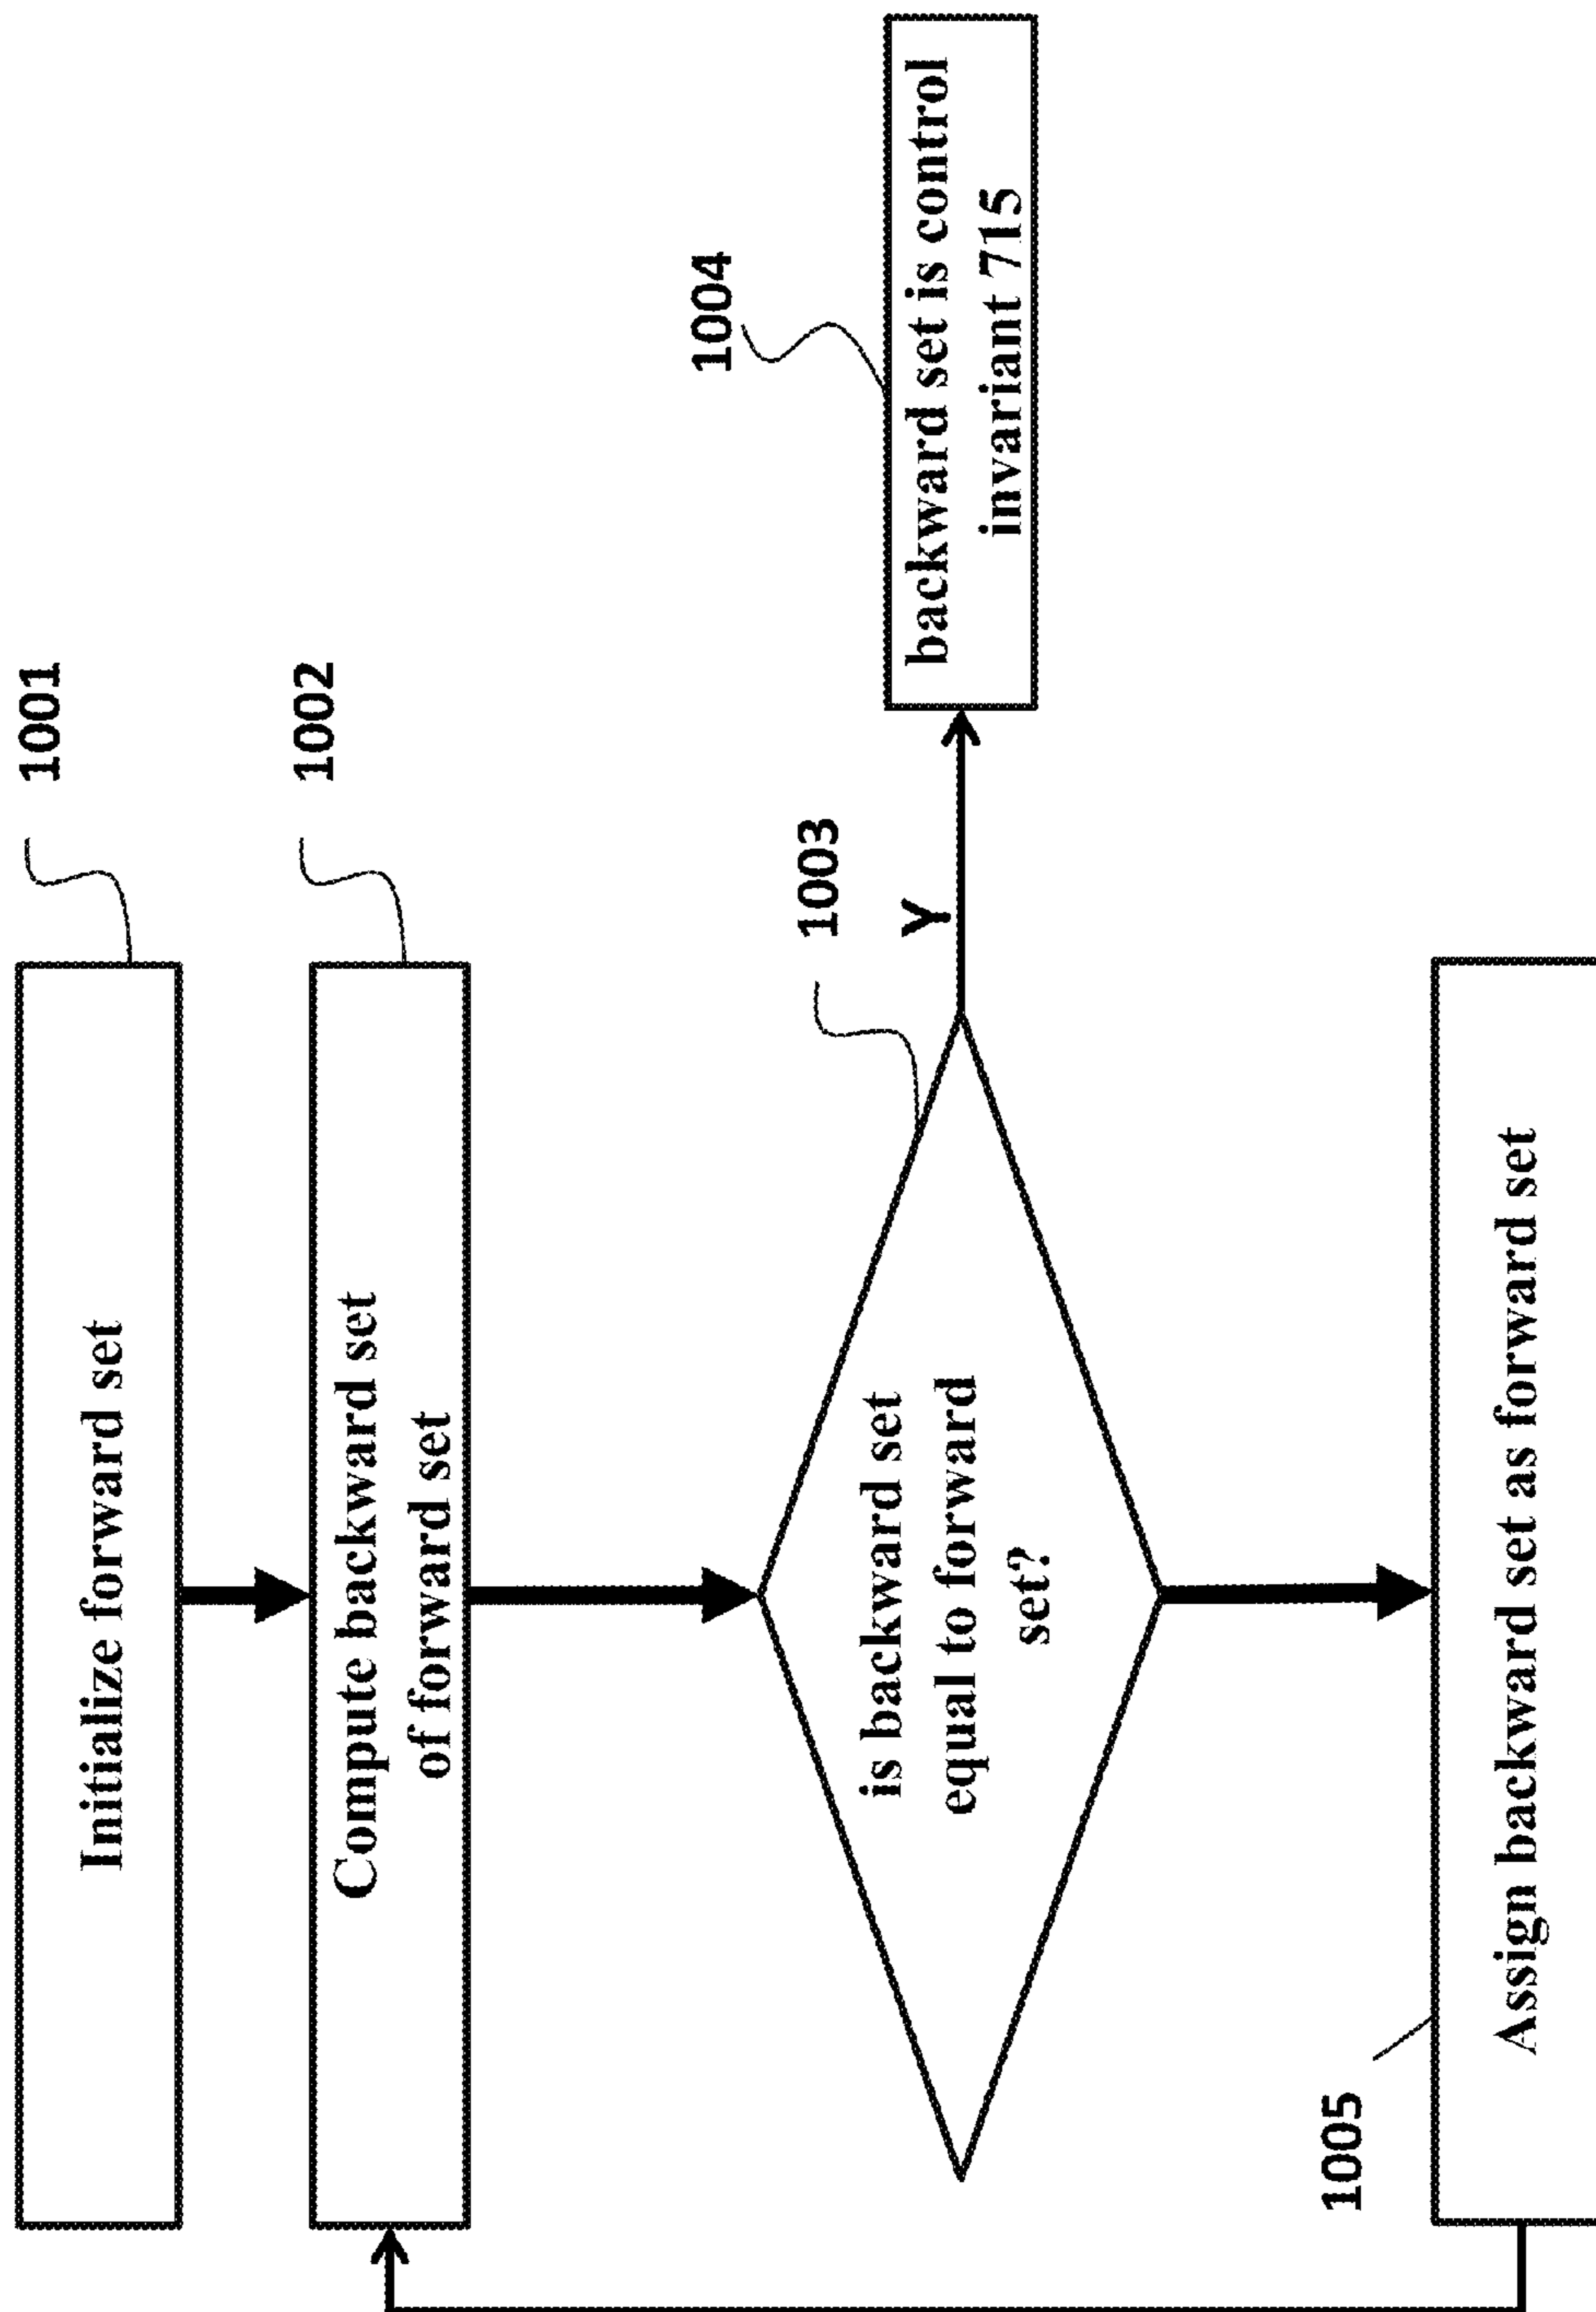 Initialize forward set
1001
Compute backward set
of forward set
1002
is backward set
equal to forward
set?
1003
Y
backward set is control
invariant 715
1004
Assign backward set as forward set
1005